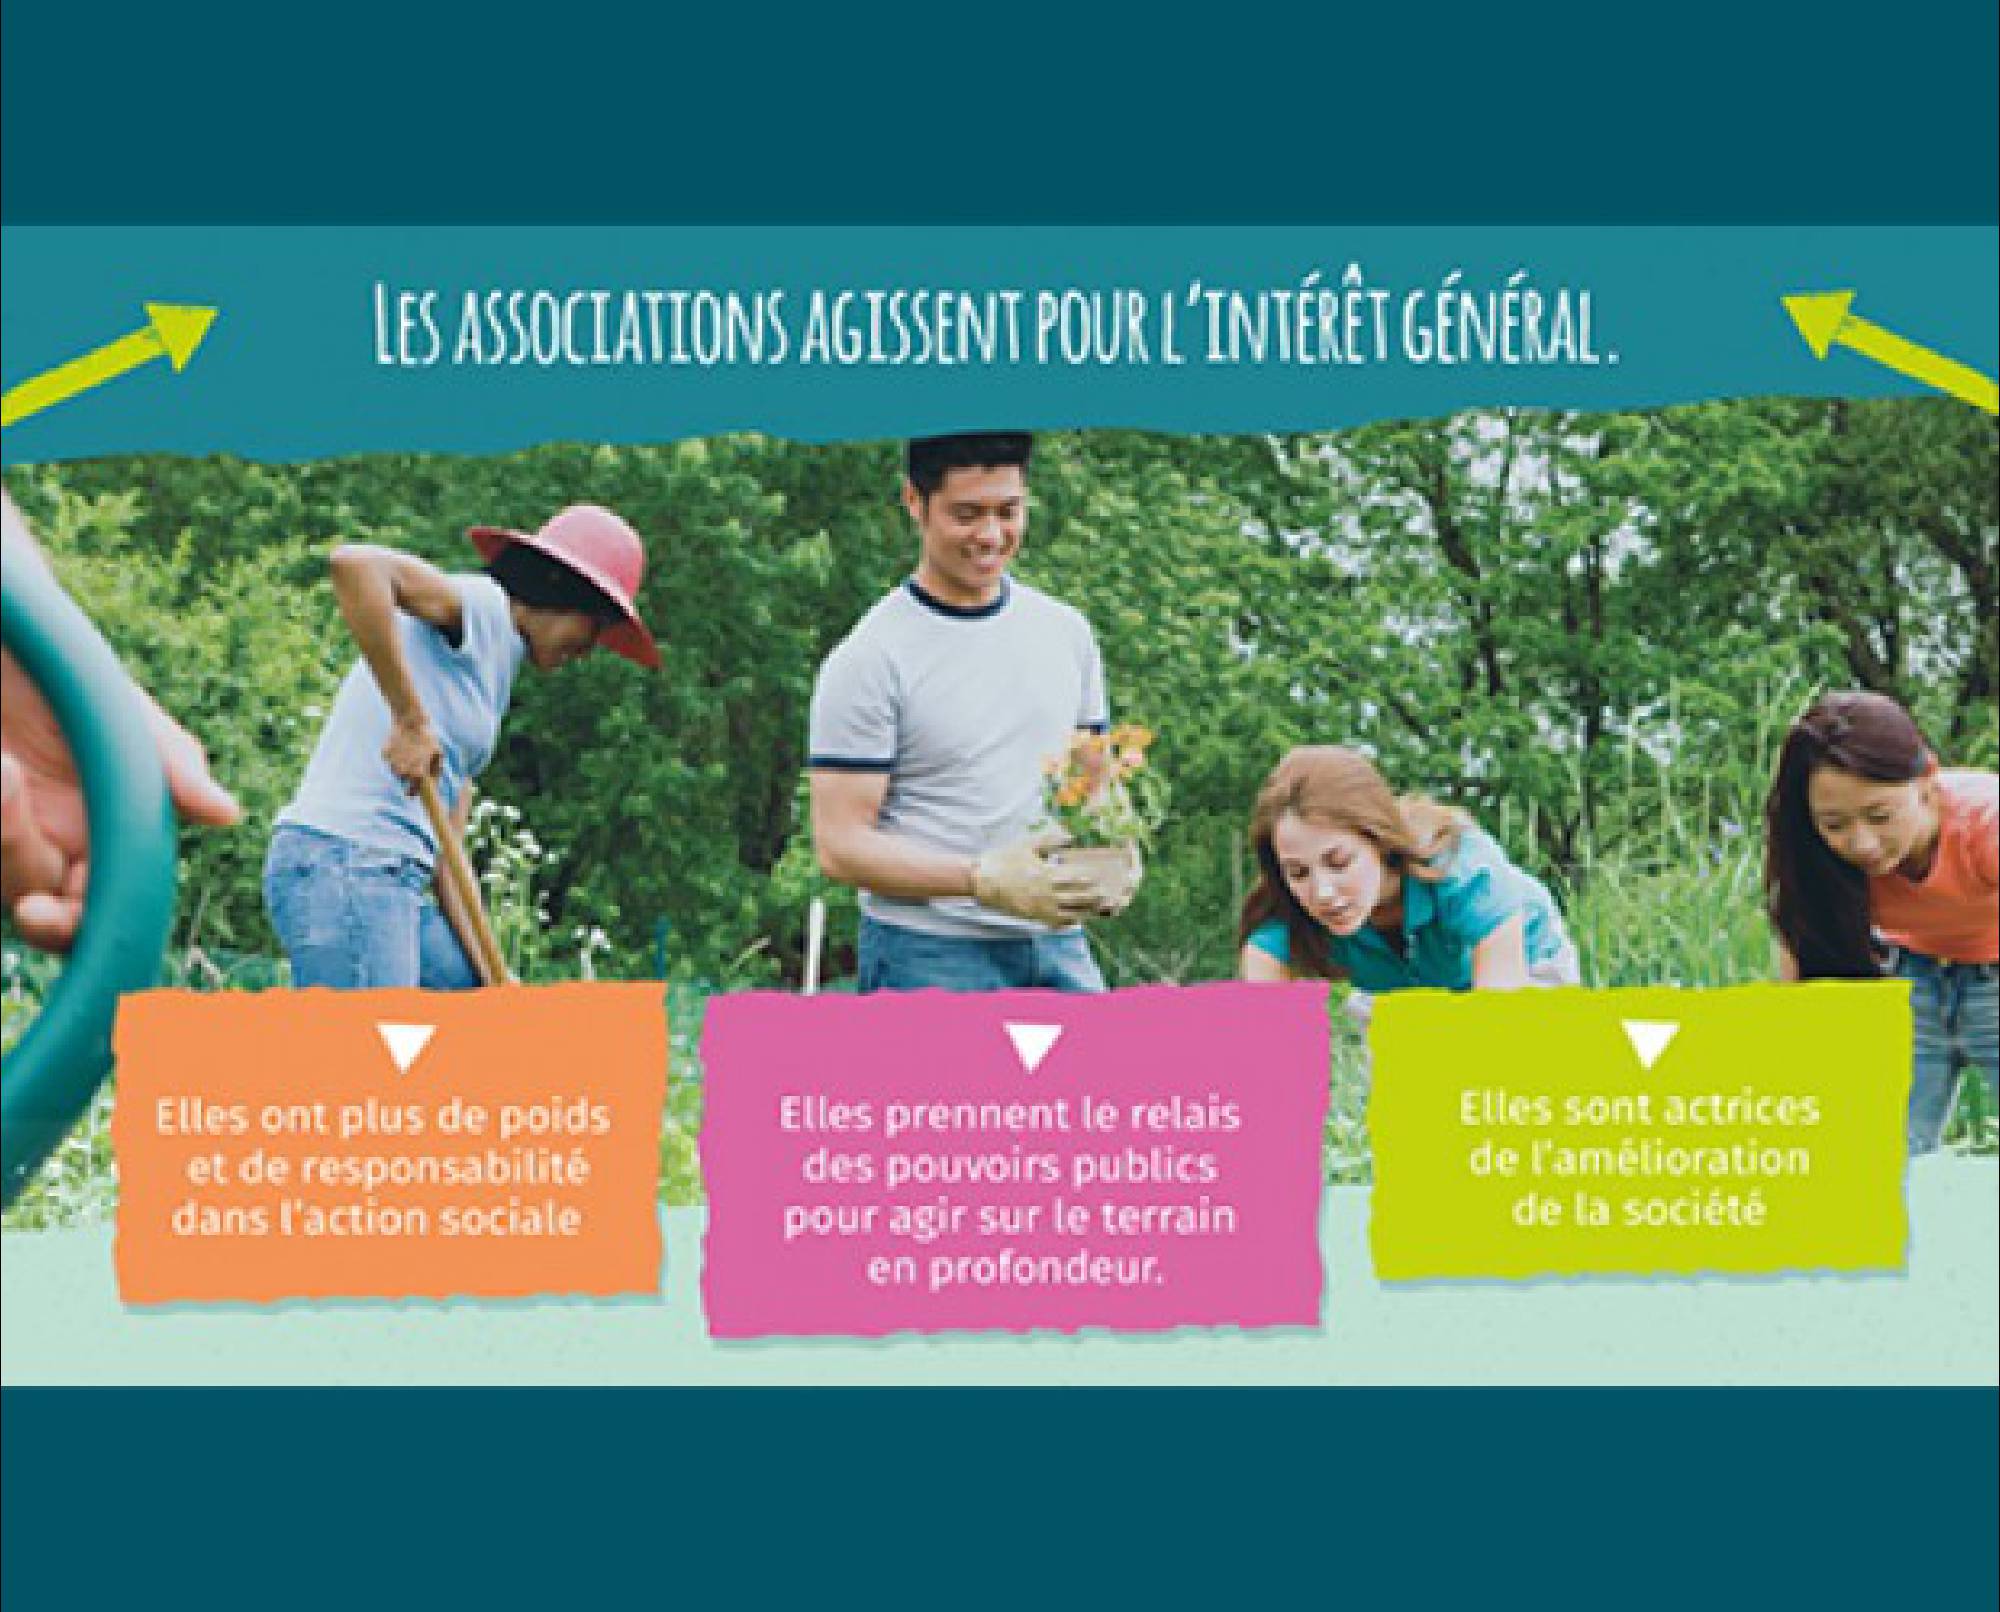 LES ASSOCIATIONS AGISSENT POUR L'INTÉRÊT GÉNÉRAL.
Elles ont plus de poids
et de responsabilité
dans l'action sociale
Elles prennent le relais
des pouvoirs publics
pour agir sur le terrain
en profondeur.
Elles sont actrices
de l'amélioration
de la société